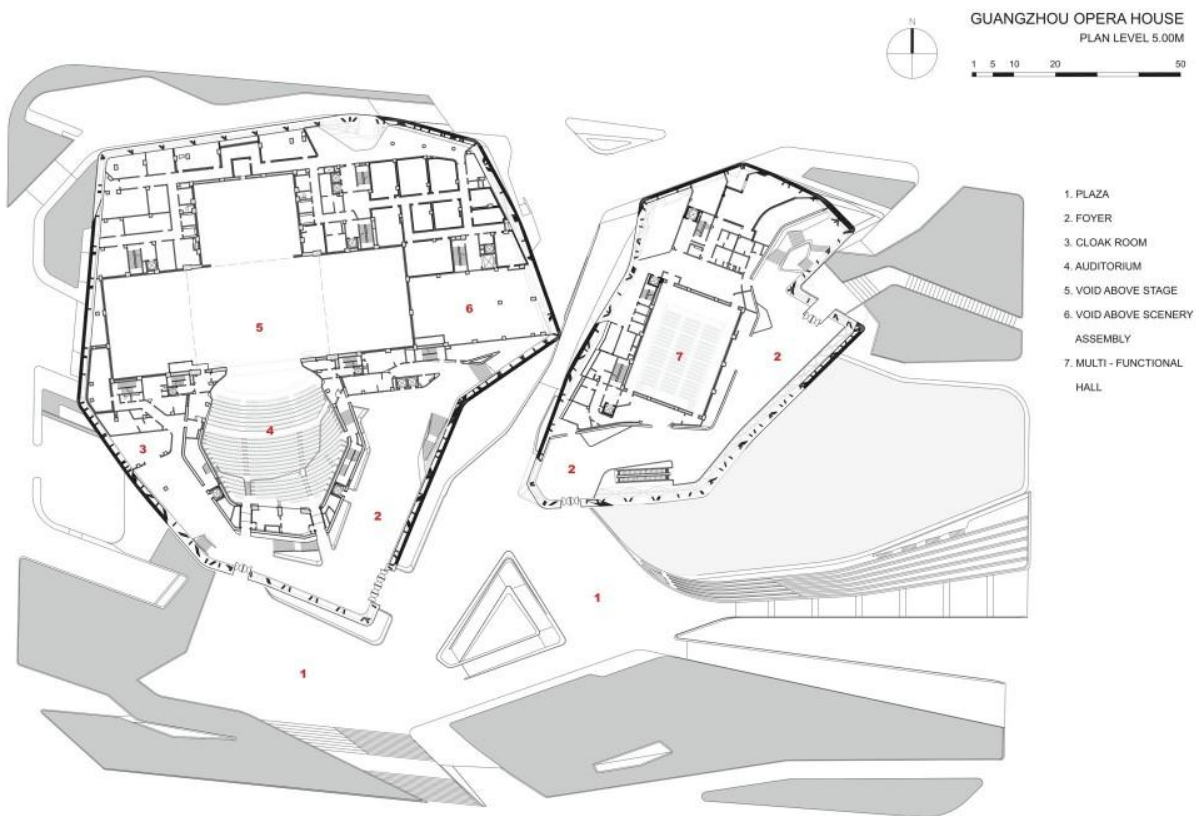 GUANGZHOU OPERA HOUSE
PLAN LEVEL 5.00M
N
1 5 10 20 50
1. PLAZA
2. FOYER
3. CLOAK ROOM
4. AUDITORIUM
5. VOID ABOVE STAGE
6. VOID ABOVE SCENERY
ASSEMBLY
7. MULTI - FUNCTIONAL
HALL
6
5
2
7
4
3
2
2
1
1